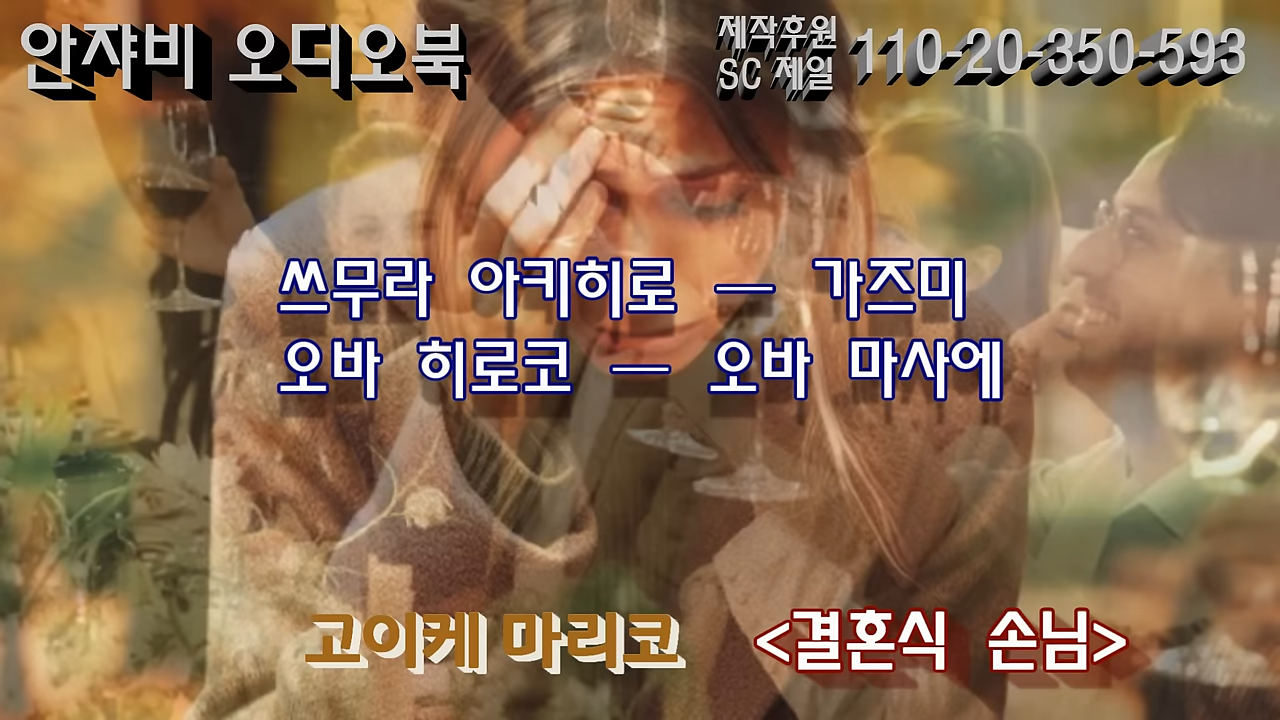 안쟈비 오디오북
제작후원
SC 제일
110-20-350-593
쓰무라 아키히로 — 가즈미
오바 히로코 — 오바 마사에
고이케 마리코
<결혼식 손님>